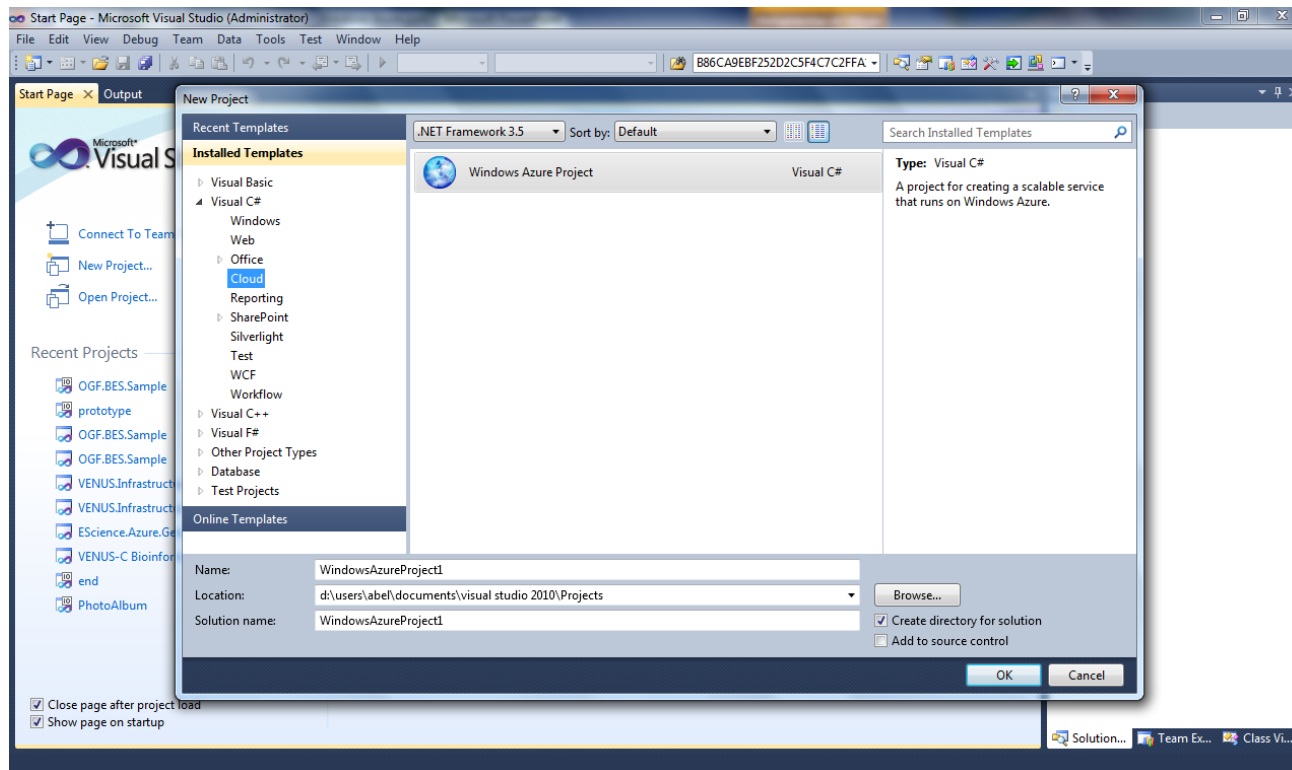 Start Page - Microsoft Visual Studio (Administrator)
File Edit View Debug Team Data Tools Test Window Help
B86CA9EBF252D2C5F4C7C2FFA
Start Page Output
Microsoft
Visual S
Connect To Team
New Project...
Open Project...
Recent Projects
OGF.BES.Sample
prototype
OGF.BES.Sample
OGF.BES.Sample
VENUS.Infrastruct
VENUS.Infrastruct
EScience.Azure.Ge
VENUS-C Bioinfor
end
PhotoAlbum
Close page after project load
Show page on startup
New Project
Recent Templates
Installed Templates
Visual Basic
Visual C#
Windows
Web
Office
Cloud
Reporting
SharePoint
Silverlight
Test
WCF
Workflow
Visual C++
Visual F#
Other Project Types
Database
Test Projects
Online Templates
.NET Framework 3.5 Sort by: Default
Windows Azure Project Visual C#
Search Installed Templates
Type: Visual C#
A project for creating a scalable service
that runs on Windows Azure.
Name: WindowsAzureProject1
Location: d:\users\abel\documents\visual studio 2010\Projects Browse...
Solution name: WindowsAzureProject1
Create directory for solution
Add to source control
OK Cancel
Solution... Team Ex... Class Vi...